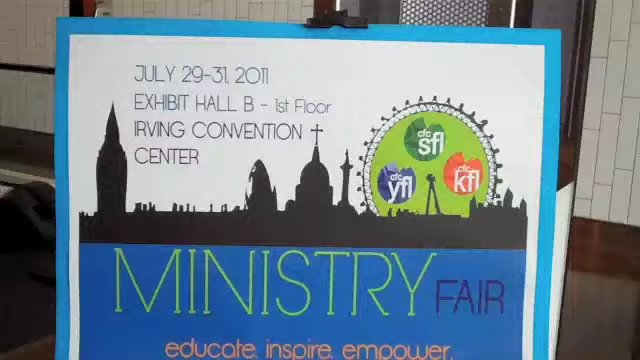 JULY 29-31, 2011
EXHIBIT HALL B - 1st Floor
IRVING CONVENTION
CENTER
cfc
sfl
cfc
yfl
cfc
kfl
MINISTRY FAIR
educate. inspire. empower.